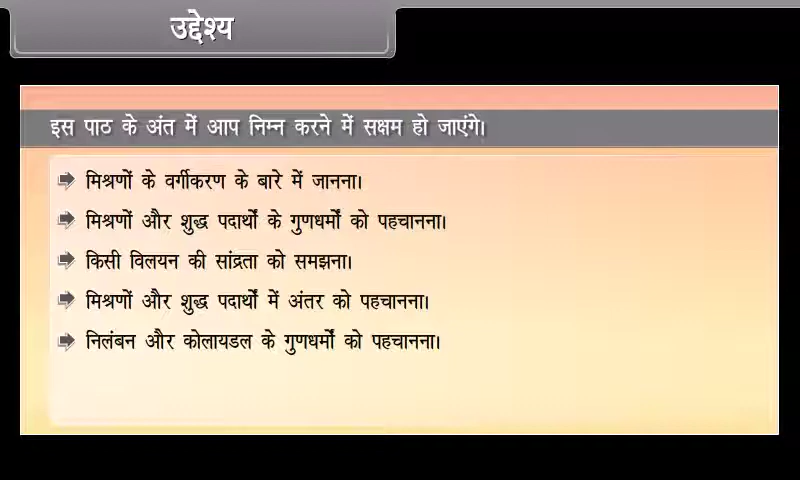 उद्देश्य
इस पाठ के अंत में आप निम्न करने में सक्षम हो जाएंगे।
मिश्रणों के वर्गीकरण के बारे में जानना।
मिश्रणों और शुद्ध पदार्थों के गुणधर्मों को पहचानना।
किसी विलयन की सांद्रता को समझना।
मिश्रणों और शुद्ध पदार्थों में अंतर को पहचानना।
निलंबन और कोलायडल के गुणधर्मों को पहचानना।